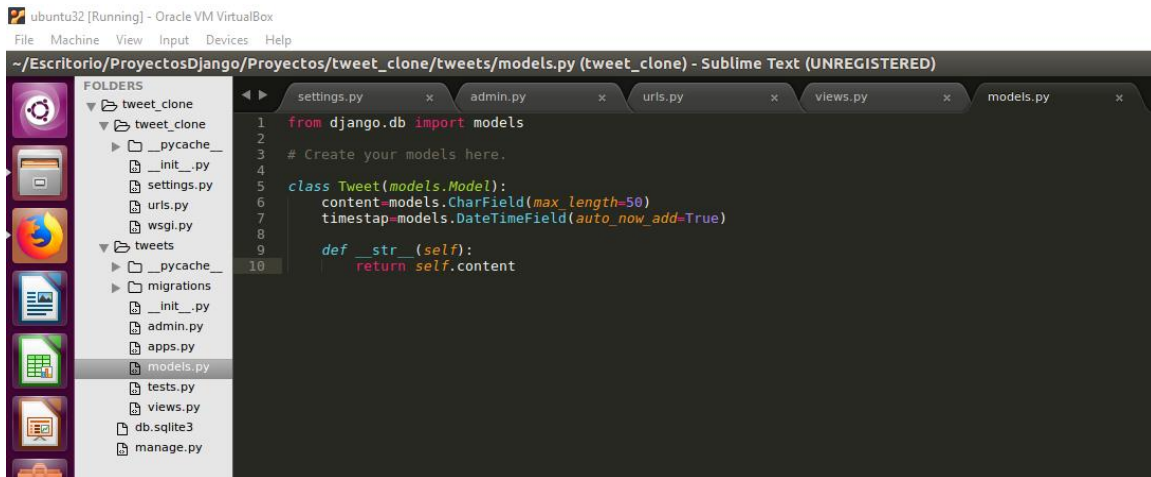 ubuntu32 [Running] - Oracle VM VirtualBox
File Machine View Input Devices Help
~/Escritorio/ProyectosDjango/Proyectos/tweet_clone/tweets/models.py (tweet_clone) - Sublime Text (UNREGISTERED)
FOLDERS
tweet_clone
tweet_clone
__pycache__
__init__.py
settings.py
urls.py
wsgi.py
tweets
__pycache__
migrations
__init__.py
admin.py
apps.py
models.py
tests.py
views.py
db.sqlite3
manage.py
settings.py x admin.py x urls.py x views.py x models.py x
1 from django.db import models
2
3 # Create your models here.
4
5 class Tweet(models.Model):
6     content=models.CharField(max_length=50)
7     timestap=models.DateTimeField(auto_now_add=True)
8
9     def __str__(self):
10         return self.content